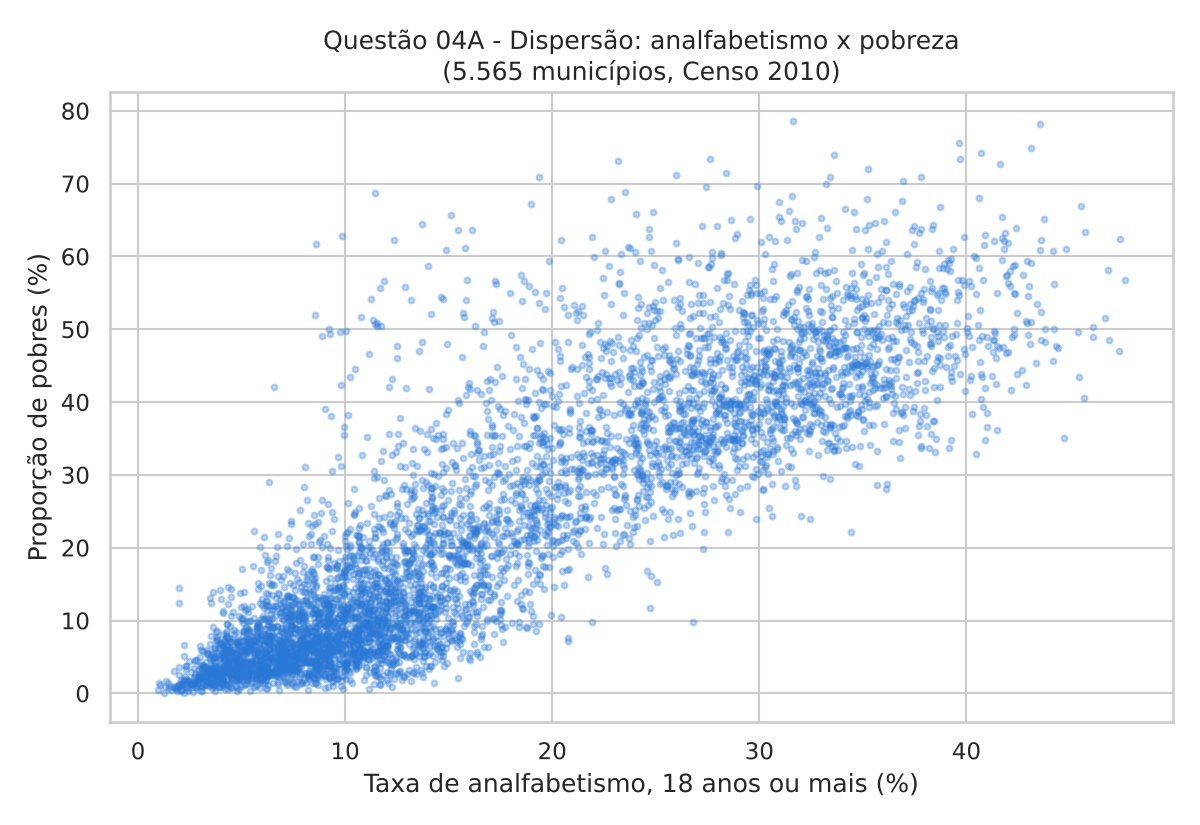 Questão 04A - Dispersão: analfabetismo x pobreza
(5.565 municípios, Censo 2010)
Proporção de pobres (%)
80
70
60
50
40
30
20
10
0
0 10 20 30 40
Taxa de analfabetismo, 18 anos ou mais (%)